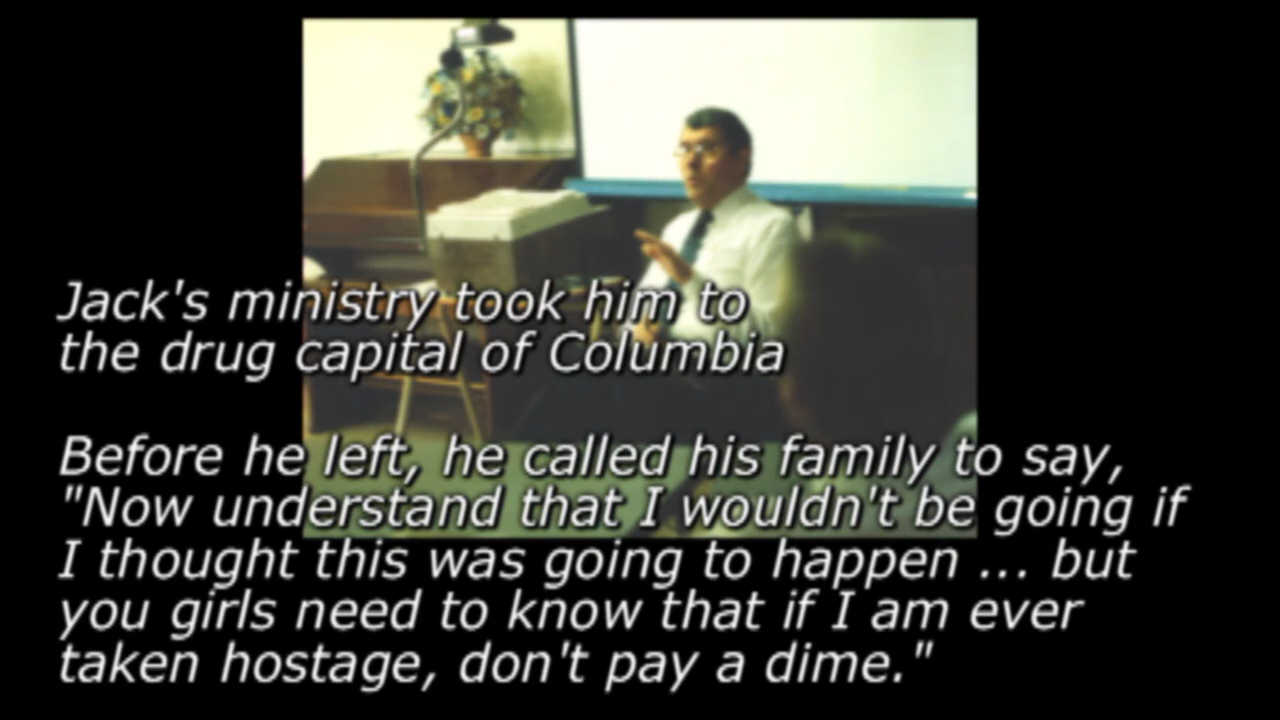 Jack's ministry took him to
the drug capital of Columbia
Before he left, he called his family to say,
"Now understand that I wouldn't be going if
I thought this was going to happen ... but
you girls need to know that if I am ever
taken hostage, don't pay a dime."